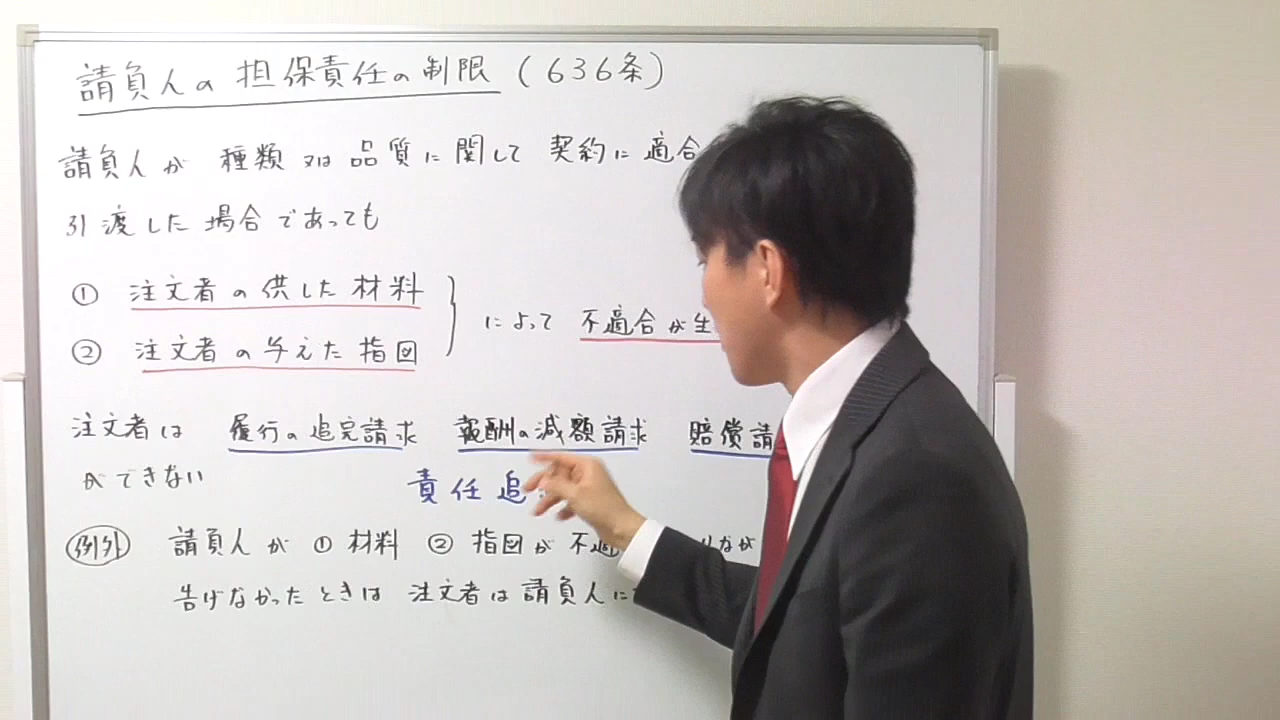 請負人の担保責任の制限（636条）
請負人が 種類又は品質に関して 契約に適合
引渡した場合であっても
① 注文者の供した材料
② 注文者の与えた指図
によって 不適合が生
注文者は 履行の追完請求 報酬の減額請求 賠償請
ができない
責任追
例外 請負人が ① 材料 ② 指図が 不適 りなが
告げなかったときは 注文者は請負人に